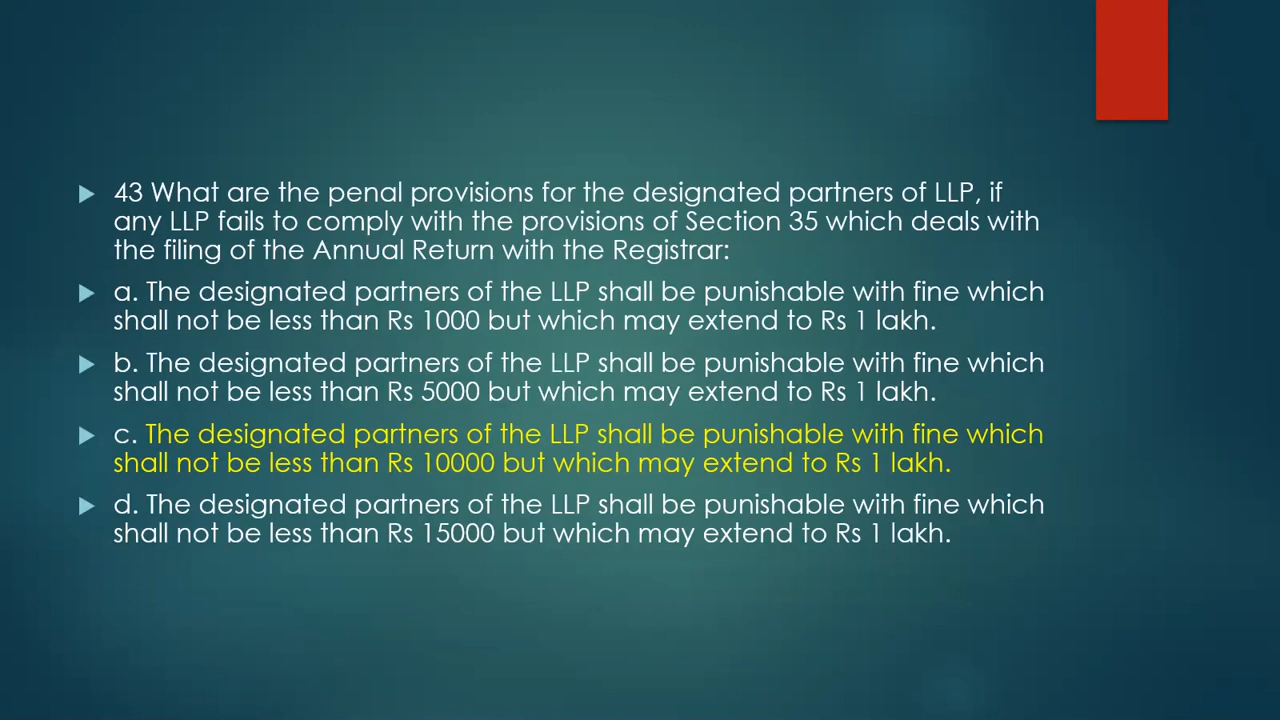 43 What are the penal provisions for the designated partners of LLP, if
any LLP fails to comply with the provisions of Section 35 which deals with
the filing of the Annual Return with the Registrar:
a. The designated partners of the LLP shall be punishable with fine which
shall not be less than Rs 1000 but which may extend to Rs 1 lakh.
b. The designated partners of the LLP shall be punishable with fine which
shall not be less than Rs 5000 but which may extend to Rs 1 lakh.
c. The designated partners of the LLP shall be punishable with fine which
shall not be less than Rs 10000 but which may extend to Rs 1 lakh.
d. The designated partners of the LLP shall be punishable with fine which
shall not be less than Rs 15000 but which may extend to Rs 1 lakh.